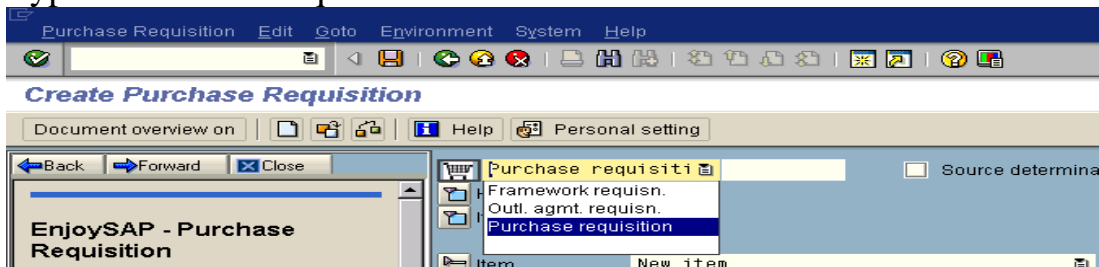 Purchase Requisition Edit Goto Environment System Help
Create Purchase Requisition
Document overview on Help Personal setting
Back Forward Close
Purchase requisiti
Source determina
Framework requisn.
Outl. agmt. requisn.
Purchase requisition
EnjoySAP - Purchase
Requisition
Item New item